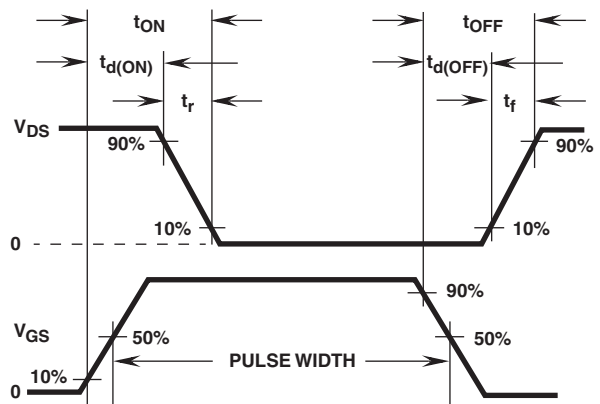 tON tOFF
td(ON) td(OFF)
tr tf
VDS
90% 90%
10% 10%
0
90%
VGS 50% 50%
PULSE WIDTH
10%
0